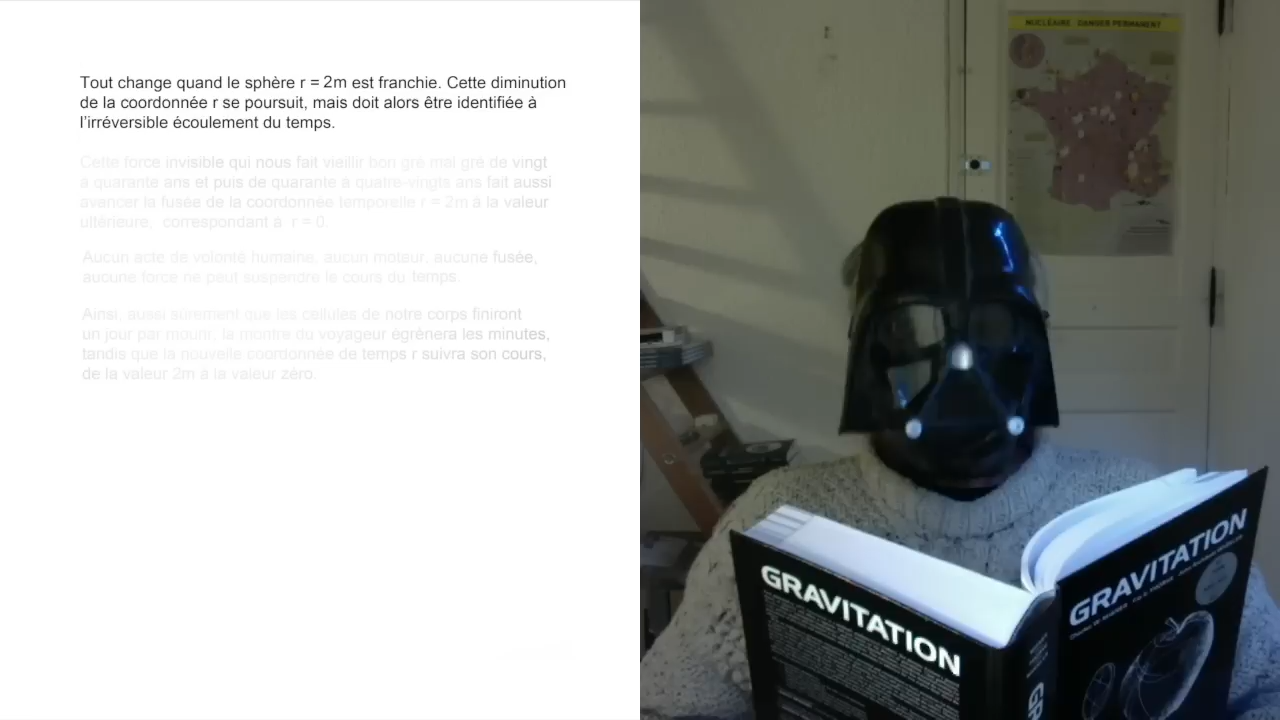 Tout change quand le sphère r = 2m est franchie. Cette diminution
de la coordonnée r se poursuit, mais doit alors être identifiée à
l'irréversible écoulement du temps.
Cette force invisible qui nous fait vieillir bon gré mal gré de vingt
à quarante ans et puis de quarante à quatre-vingts ans fait aussi
avancer la fusée de la coordonnée temporelle r = 2m à la valeur
ultérieure, correspondant à r = 0.
Aucun acte de volonté humaine, aucun moteur, aucune fusée,
aucune force ne peut suspendre le cours du temps.
Ainsi, aussi sûrement que les cellules de notre corps finiront
un jour par mourir, la montre du voyageur égrènera les minutes,
tandis que la nouvelle coordonnée de temps r suivra son cours,
de la valeur 2m à la valeur zéro.
NUCLÉAIRE DANGER PERMANENT
GRAVITATION
GRAVITATION